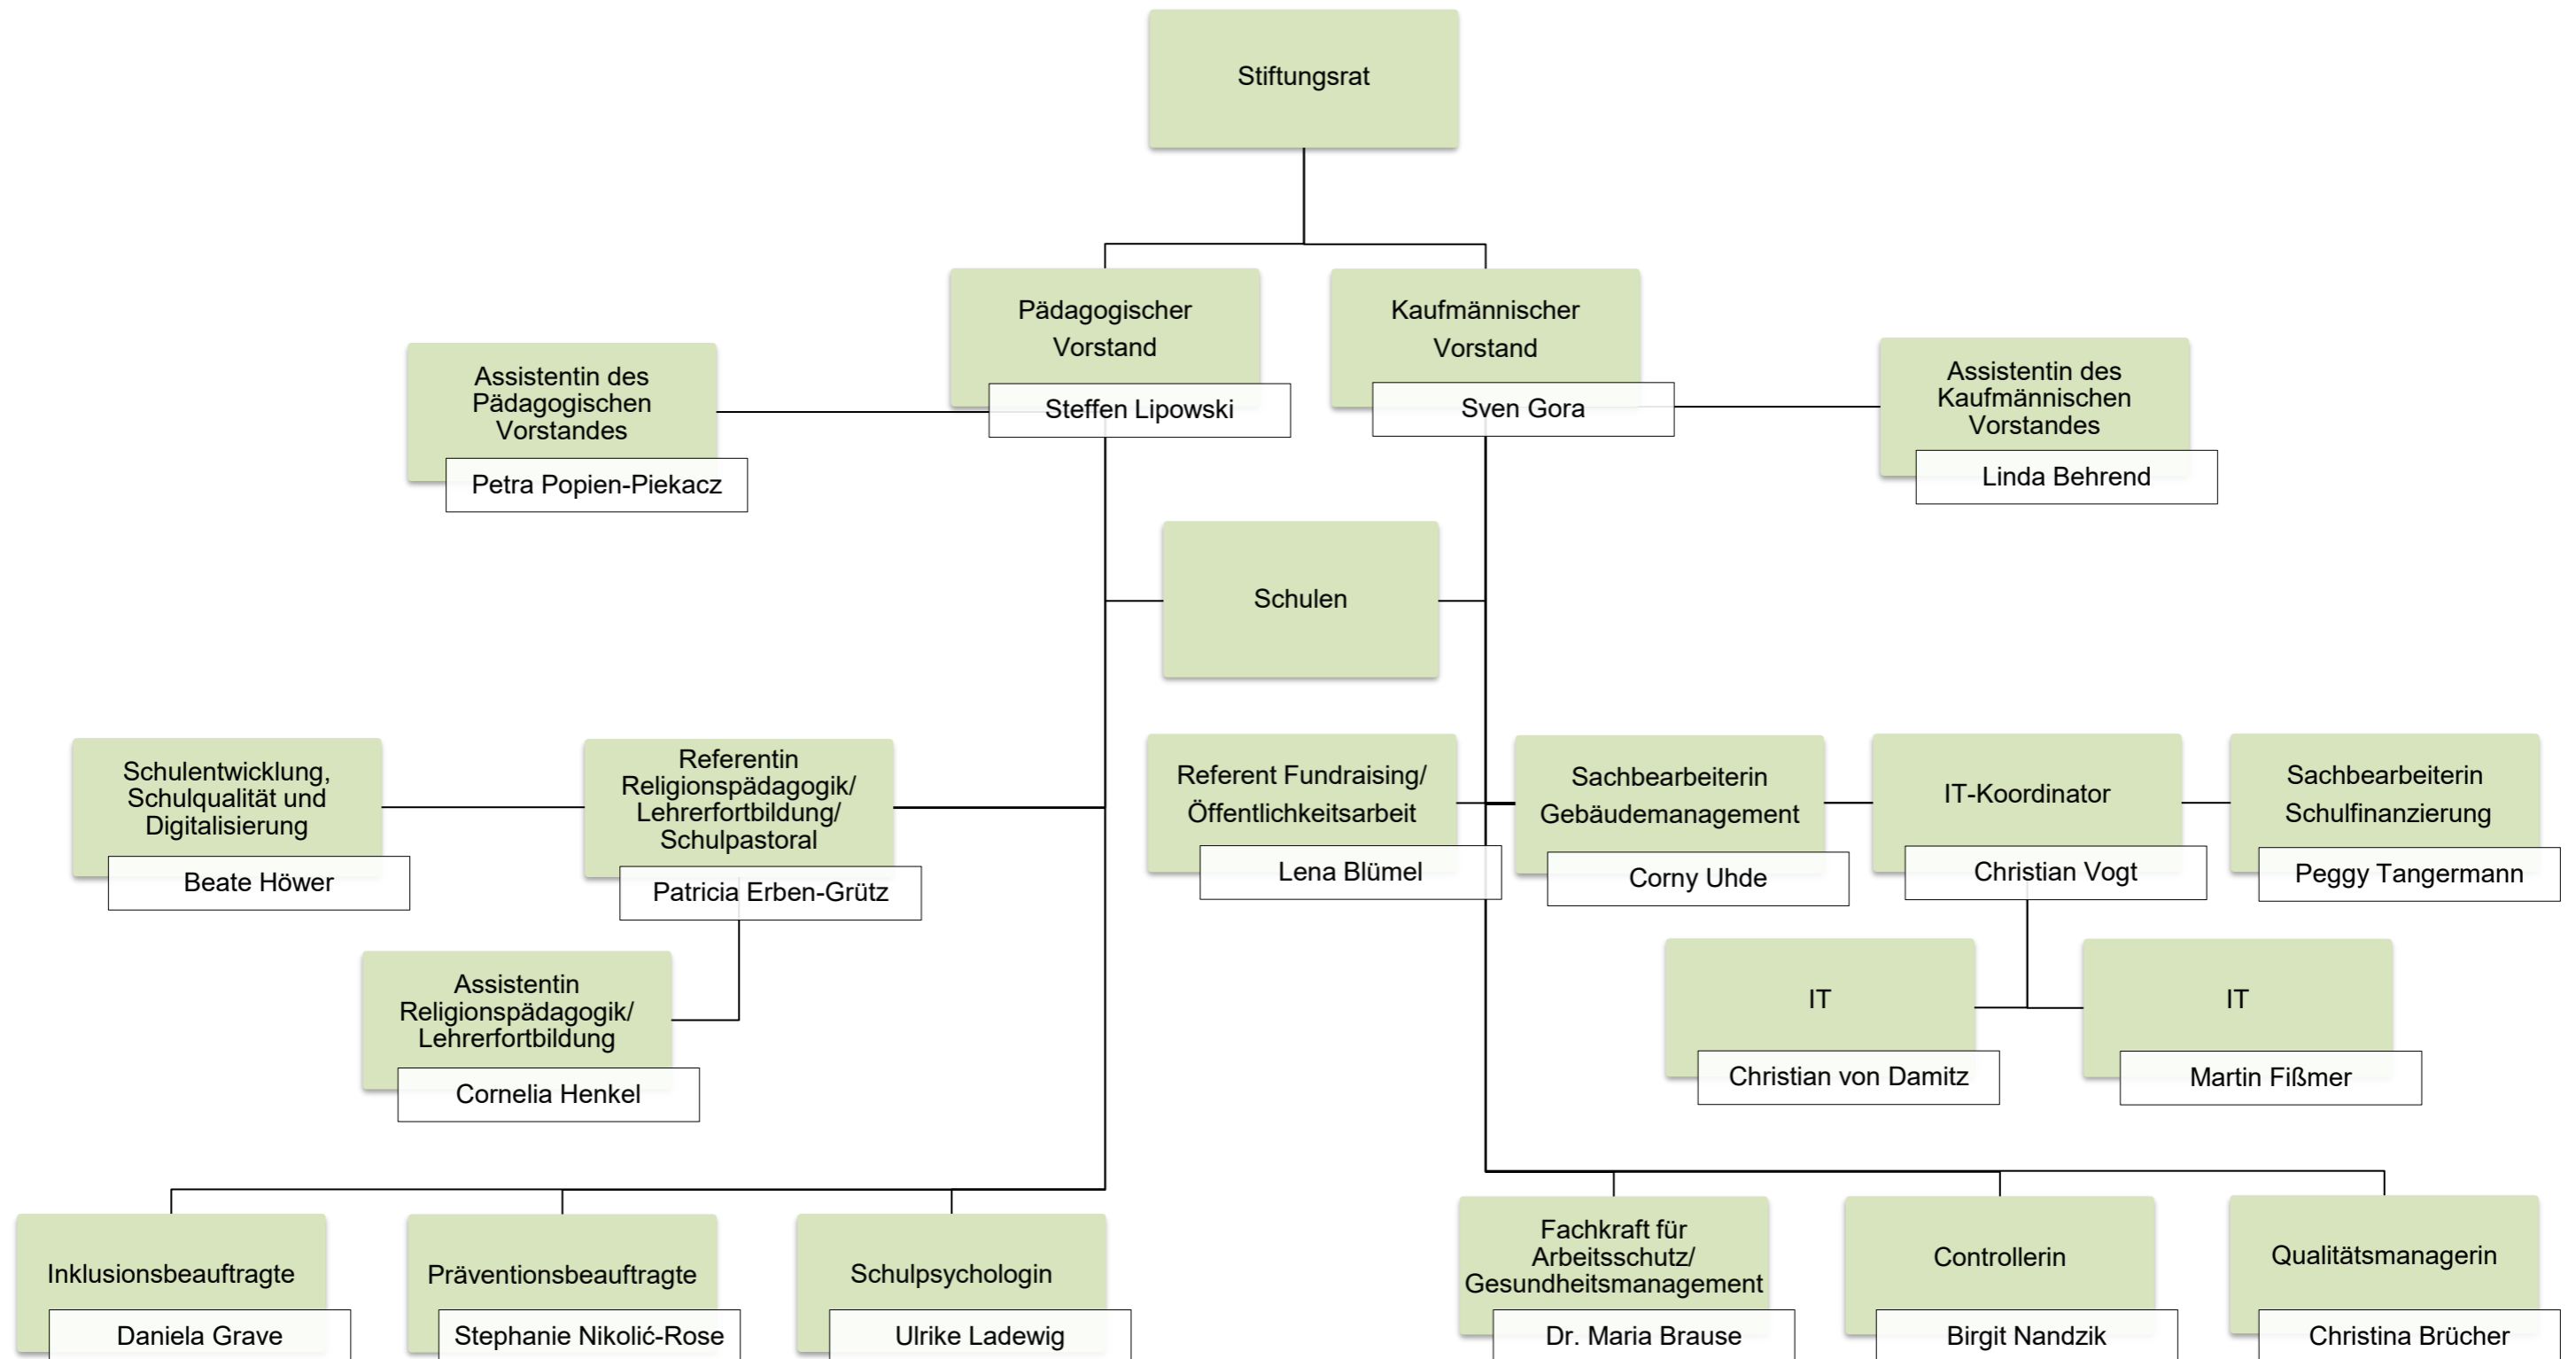 Stiftungsrat
Pädagogischer
Vorstand
Steffen Lipowski
Kaufmännischer
Vorstand
Sven Gora
Assistentin des
Pädagogischen
Vorstandes
Petra Popien-Piekacz
Assistentin des
Kaufmännischen
Vorstandes
Linda Behrend
Schulen
Schulentwicklung,
Schulqualität und
Digitalisierung
Beate Höwer
Referentin
Religionspädagogik/
Lehrerfortbildung/
Schulpastoral
Patricia Erben-Grütz
Referent Fundraising/
Öffentlichkeitsarbeit
Lena Blümel
Sachbearbeiterin
Gebäudemanagement
Corny Uhde
IT-Koordinator
Christian Vogt
Sachbearbeiterin
Schulfinanzierung
Peggy Tangermann
Assistentin
Religionspädagogik/
Lehrerfortbildung
Cornelia Henkel
IT
Christian von Damitz
IT
Martin Fißmer
Inklusionsbeauftragte
Daniela Grave
Präventionsbeauftragte
Stephanie Nikolić-Rose
Schulpsychologin
Ulrike Ladewig
Fachkraft für
Arbeitsschutz/
Gesundheitsmanagement
Dr. Maria Brause
Controllerin
Birgit Nandzik
Qualitätsmanagerin
Christina Brücher